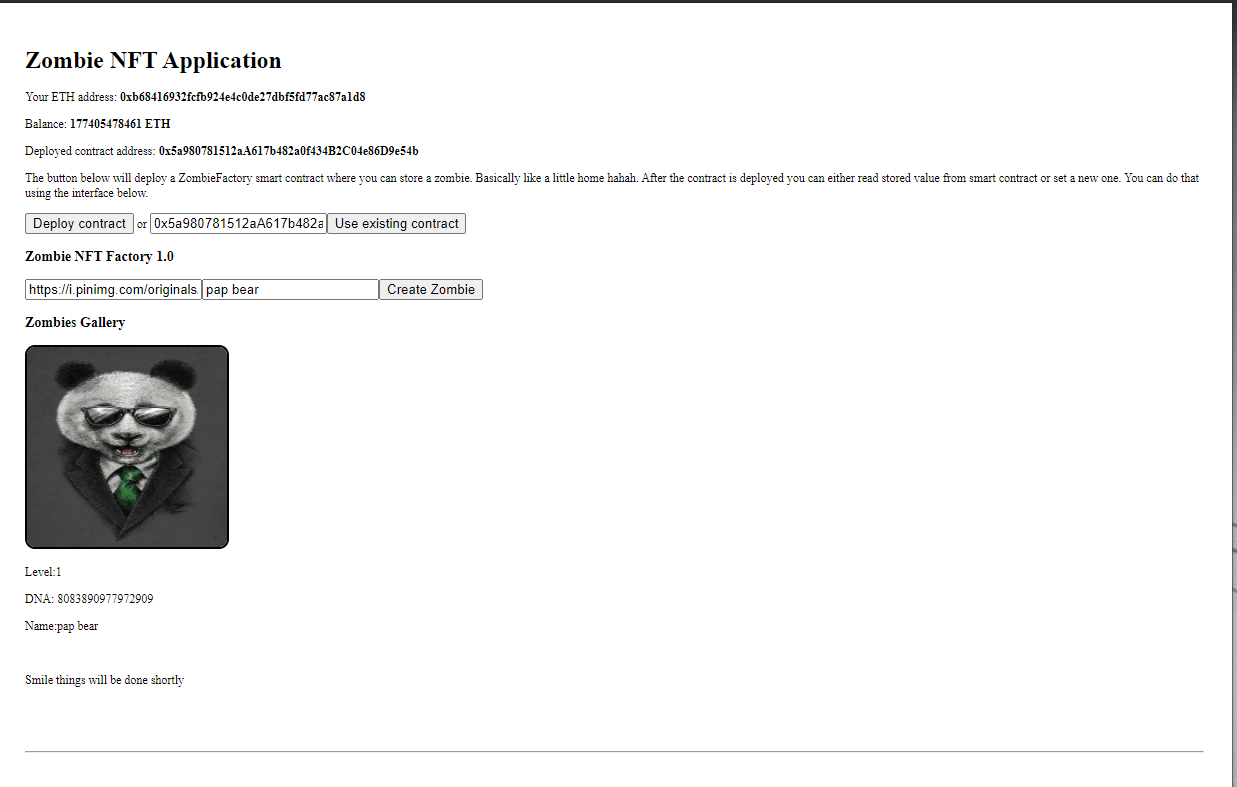 Zombie NFT Application
Your ETH address: 0xb68416932fcfb924e4c0de27dbf5fd77ac87a1d8
Balance: 177405478461 ETH
Deployed contract address: 0x5a980781512aA617b482a0f434B2C04e86D9e54b
The button below will deploy a ZombieFactory smart contract where you can store a zombie. Basically like a little home hahah. After the contract is deployed you can either read stored value from smart contract or set a new one. You can do that
using the interface below.
Deploy contract or 0x5a980781512aA617b482a Use existing contract
Zombie NFT Factory 1.0
https://i.pinimg.com/originals pap bear Create Zombie
Zombies Gallery
Level:1
DNA: 8083890977972909
Name:pap bear
Smile things will be done shortly